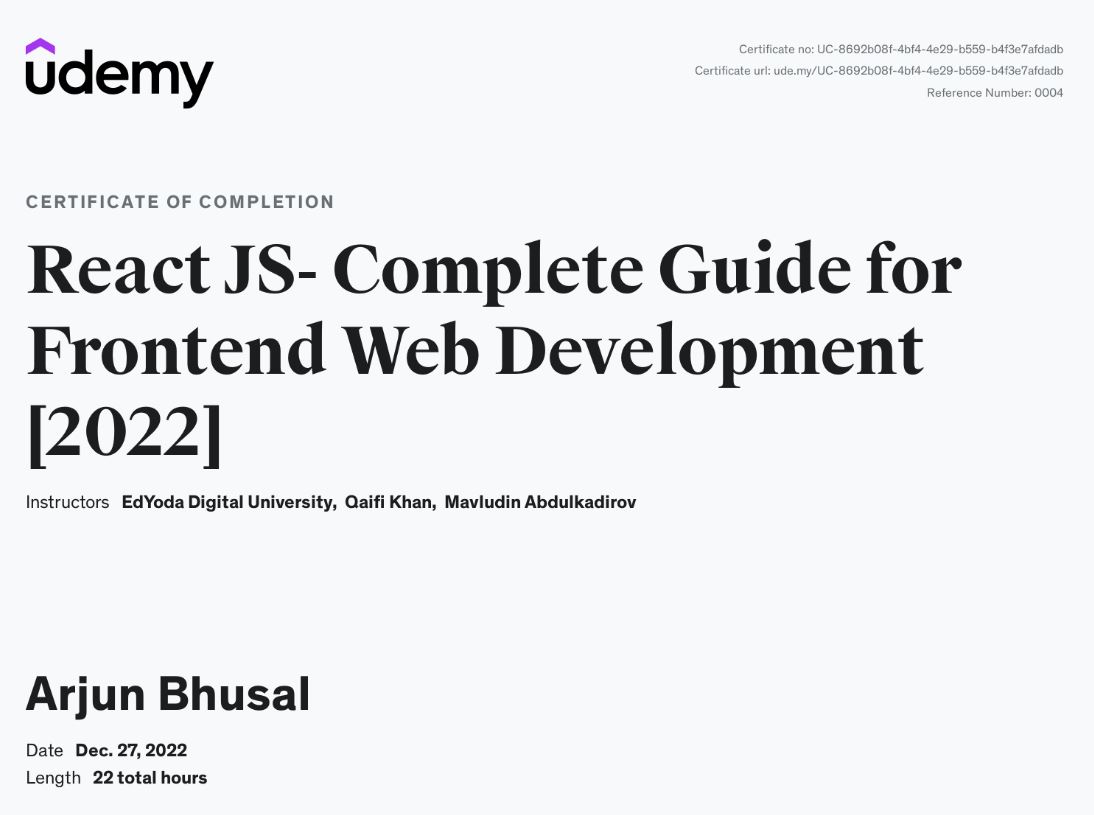 udemy
Certificate no: UC-8692b08f-4bf4-4e29-b559-b4f3e7afdadb
Certificate url: ude.my/UC-8692b08f-4bf4-4e29-b559-b4f3e7afdadb
Reference Number: 0004
CERTIFICATE OF COMPLETION
React JS- Complete Guide for
Frontend Web Development
[2022]
Instructors EdYoda Digital University, Qaifi Khan, Mavludin Abdulkadirov
Arjun Bhusal
Date Dec. 27, 2022
Length 22 total hours